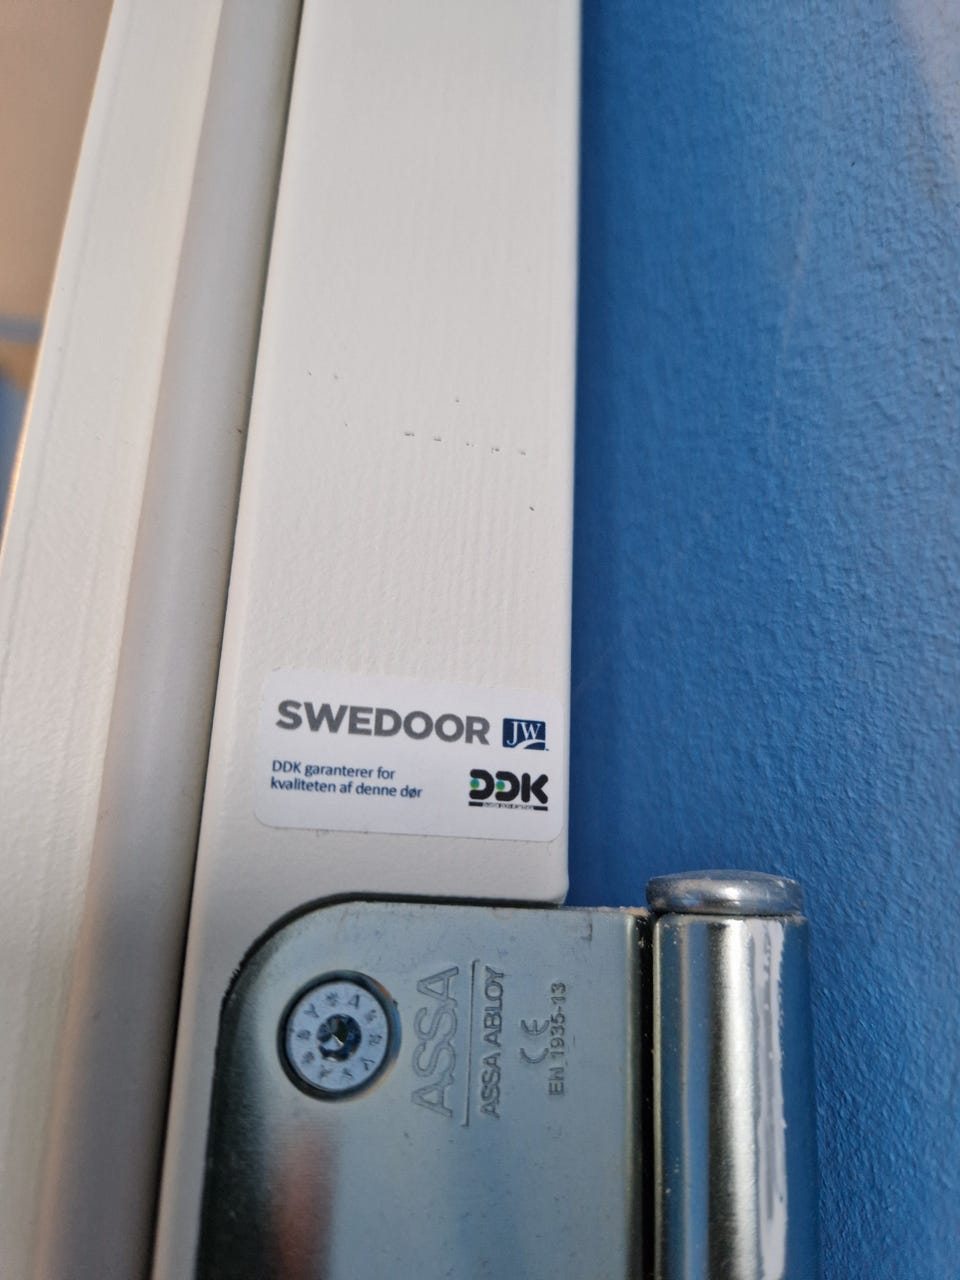 SWEDOOR JW
DDK garanterer for
kvaliteten af denne dør
DDK
ASSA
ASSA ABLOY
CE
EN 1935-13